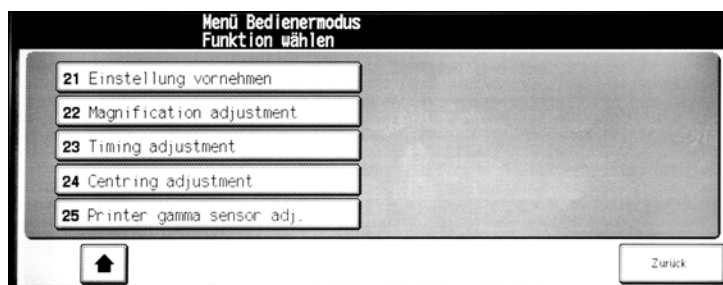 Menü Bedienermodus
Funktion wählen
21 Einstellung vornehmen
22 Magnification adjustment
23 Timing adjustment
24 Centring adjustment
25 Printer gamma sensor adj.
Zurück